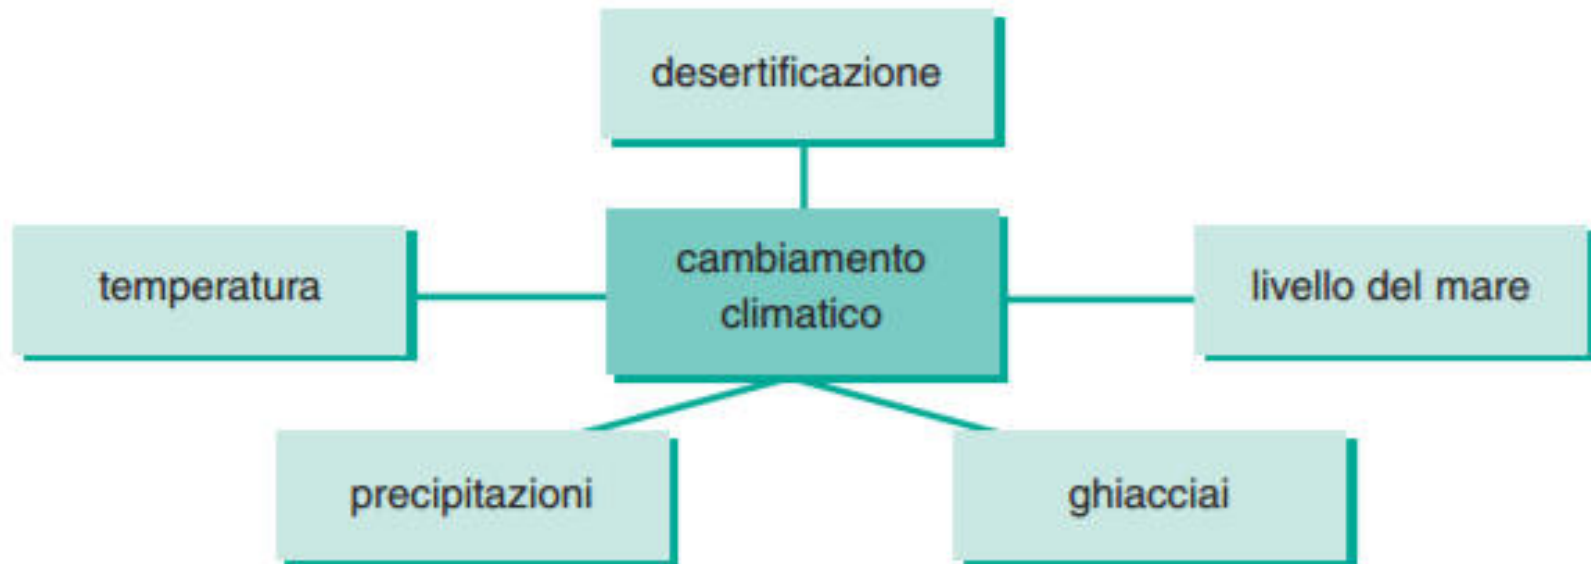 desertificazione
temperatura
cambiamento
climatico
livello del mare
precipitazioni
ghiacciai